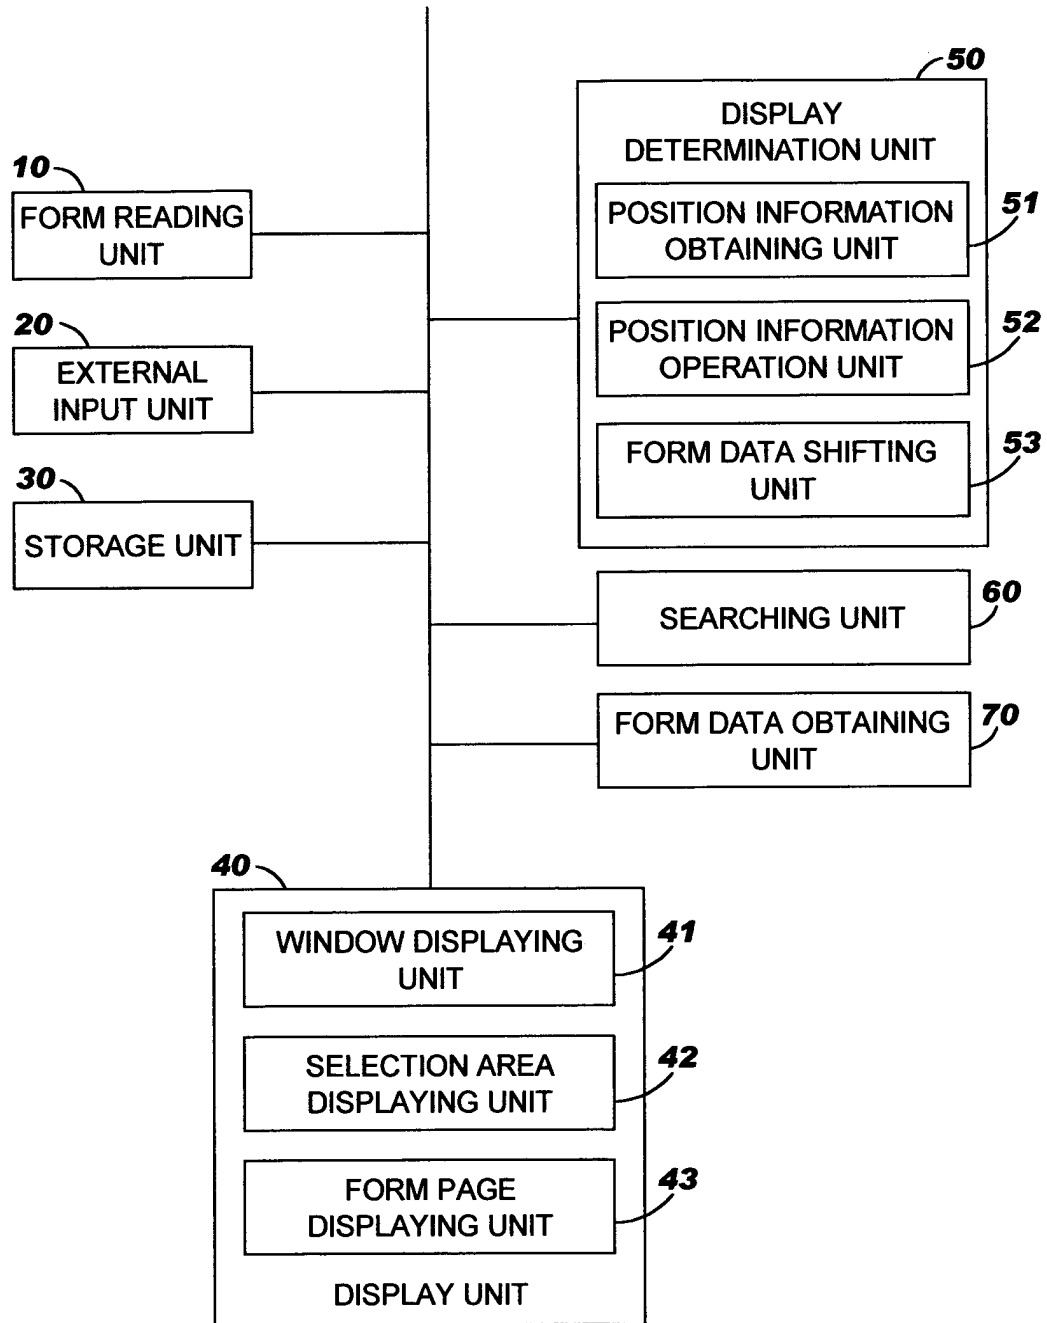 50
DISPLAY
DETERMINATION UNIT
10
FORM READING
UNIT
POSITION INFORMATION
OBTAINING UNIT
51
20
EXTERNAL
INPUT UNIT
POSITION INFORMATION
OPERATION UNIT
52
30
STORAGE UNIT
FORM DATA SHIFTING
UNIT
53
SEARCHING UNIT
60
FORM DATA OBTAINING
UNIT
70
40
WINDOW DISPLAYING
UNIT
41
SELECTION AREA
DISPLAYING UNIT
42
FORM PAGE
DISPLAYING UNIT
43
DISPLAY UNIT